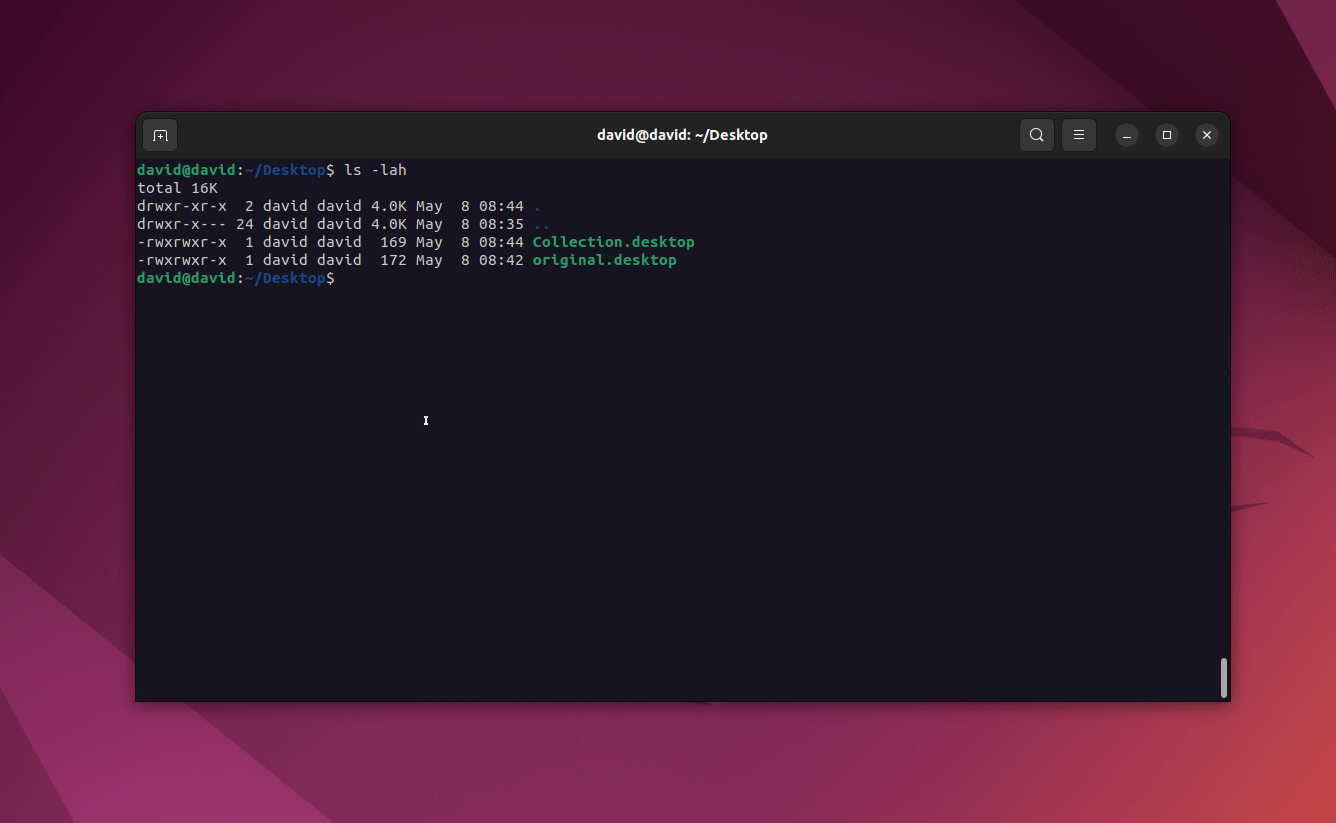 david@david: ~/Desktop
david@david:~/Desktop$ ls -lah
total 16K
drwxr-xr-x  2 david david 4.0K May  8 08:44 .
drwxr-x--- 24 david david 4.0K May  8 08:35 ..
-rwxrwxr-x  1 david david  169 May  8 08:44 Collection.desktop
-rwxrwxr-x  1 david david  172 May  8 08:42 original.desktop
david@david:~/Desktop$